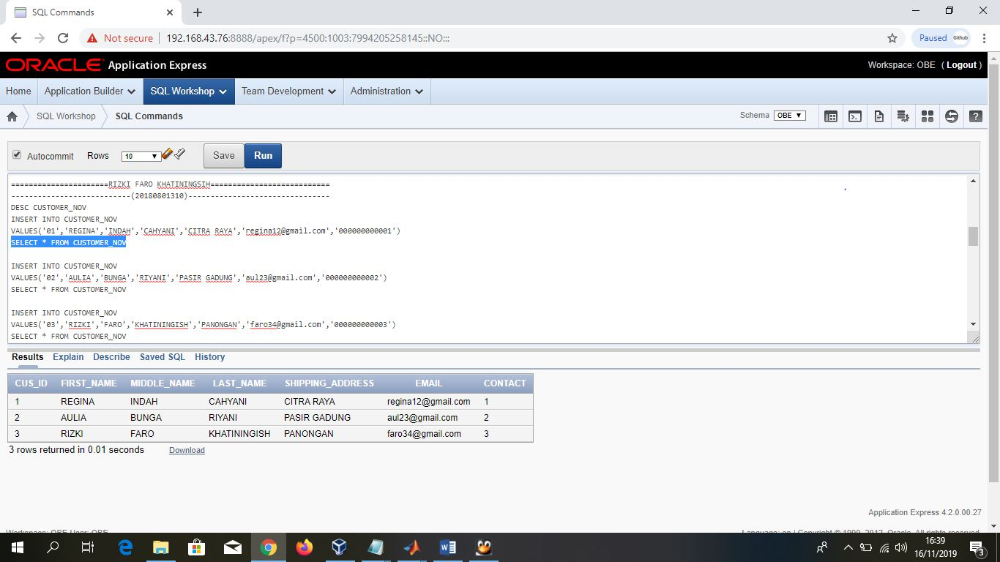 SQL Commands
Not secure 192.168.43.76:8888/apex/f?p=4500:1003:7994205258145::NO:::
Paused Github
ORACLE Application Express Workspace: OBE ( Logout )
Home Application Builder SQL Workshop Team Development Administration
SQL Workshop SQL Commands Schema OBE
Autocommit Rows 10 Save Run
======================RIZKI FARO KHATININGSIH===========================
---------------------------(20180801310)--------------------------------
DESC CUSTOMER_NOV
INSERT INTO CUSTOMER_NOV
VALUES('01','REGINA','INDAH','CAHYANI','CITRA RAYA','regina12@gmail.com','000000000001')
SELECT * FROM CUSTOMER_NOV
INSERT INTO CUSTOMER_NOV
VALUES('02','AULIA','BUNGA','RIYANI','PASIR GADUNG','aul23@gmail.com','000000000002')
SELECT * FROM CUSTOMER_NOV
INSERT INTO CUSTOMER_NOV
VALUES('03','RIZKI','FARO','KHATININGISH','PANONGAN','faro34@gmail.com','000000000003')
SELECT * FROM CUSTOMER_NOV
Results Explain Describe Saved SQL History
CUS_ID FIRST_NAME MIDDLE_NAME LAST_NAME SHIPPING_ADDRESS EMAIL CONTACT
1 REGINA INDAH CAHYANI CITRA RAYA regina12@gmail.com 1
2 AULIA BUNGA RIYANI PASIR GADUNG aul23@gmail.com 2
3 RIZKI FARO KHATININGISH PANONGAN faro34@gmail.com 3
3 rows returned in 0.01 seconds Download
Application Express 4.2.0.00.27
Workspace: OBE User: OBE Language: en | Copyright © 1999, 2012, Oracle. All rights reserved.
16:39
16/11/2019
3